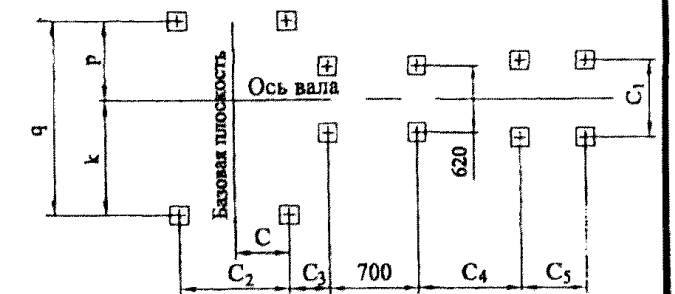 Ось вала
Базовая плоскость
q
p
k
C
C₁
620
C₂
C₃
700
C₄
C₅